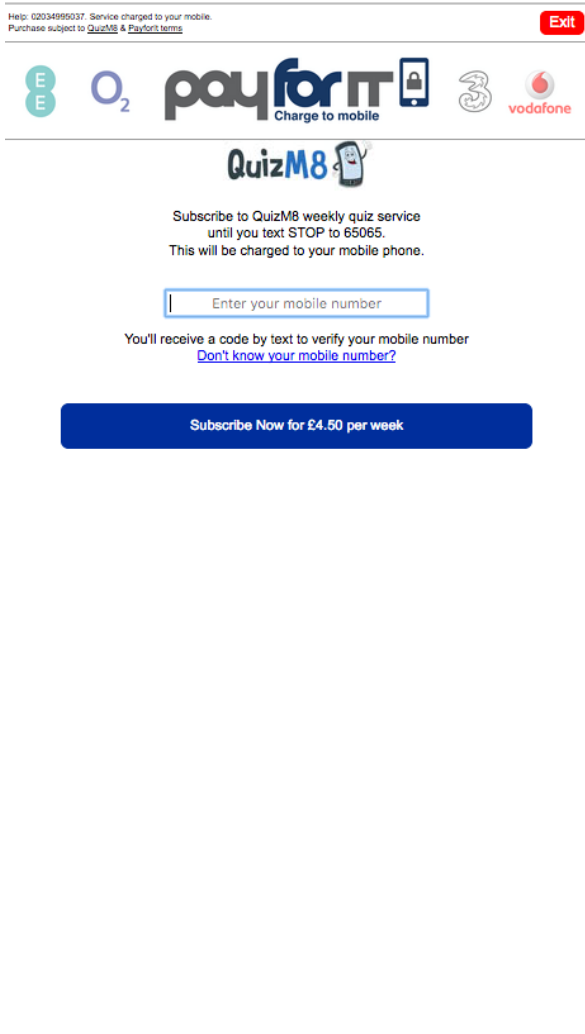 Help: 02034995037. Service charged to your mobile.
Purchase subject to QuizM8 & Payforit terms
Exit
EE
O2
payforIT
Charge to mobile
3
vodafone
QuizM8
Subscribe to QuizM8 weekly quiz service
until you text STOP to 65065.
This will be charged to your mobile phone.
Enter your mobile number
You'll receive a code by text to verify your mobile number
Don't know your mobile number?
Subscribe Now for £4.50 per week